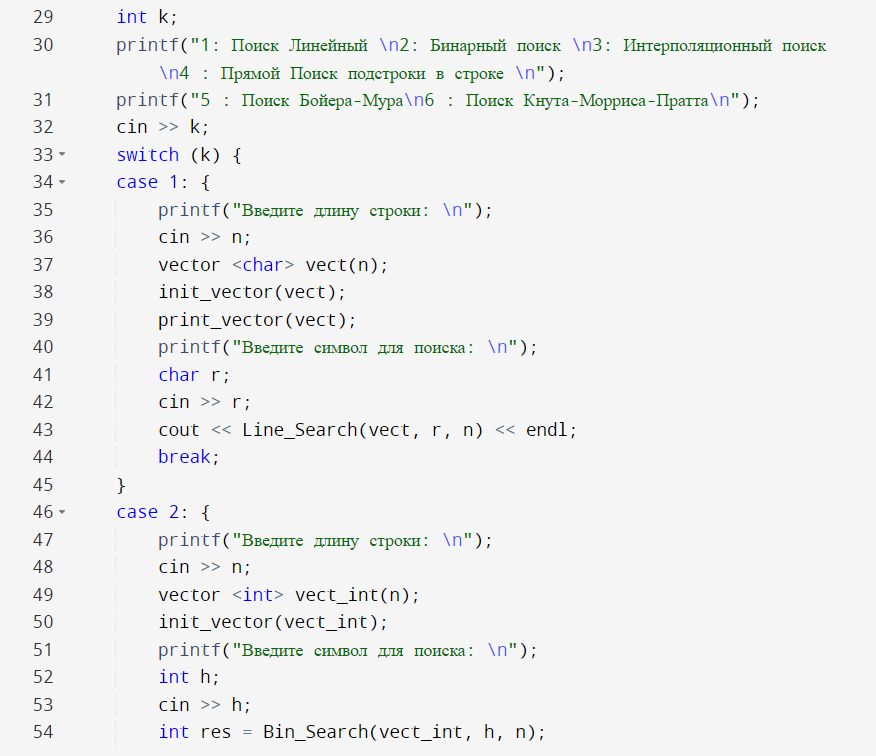 29 int k;
30 printf("1: Поиск Линейный \n2: Бинарный поиск \n3: Интерполяционный поиск
\n4 : Прямой Поиск подстроки в строке \n");
31 printf("5 : Поиск Бойера-Мура\n6 : Поиск Кнута-Морриса-Пратта\n");
32 cin >> k;
33 switch (k) {
34 case 1: {
35 printf("Введите длину строки: \n");
36 cin >> n;
37 vector <char> vect(n);
38 init_vector(vect);
39 print_vector(vect);
40 printf("Введите символ для поиска: \n");
41 char r;
42 cin >> r;
43 cout << Line_Search(vect, r, n) << endl;
44 break;
45 }
46 case 2: {
47 printf("Введите длину строки: \n");
48 cin >> n;
49 vector <int> vect_int(n);
50 init_vector(vect_int);
51 printf("Введите символ для поиска: \n");
52 int h;
53 cin >> h;
54 int res = Bin_Search(vect_int, h, n);